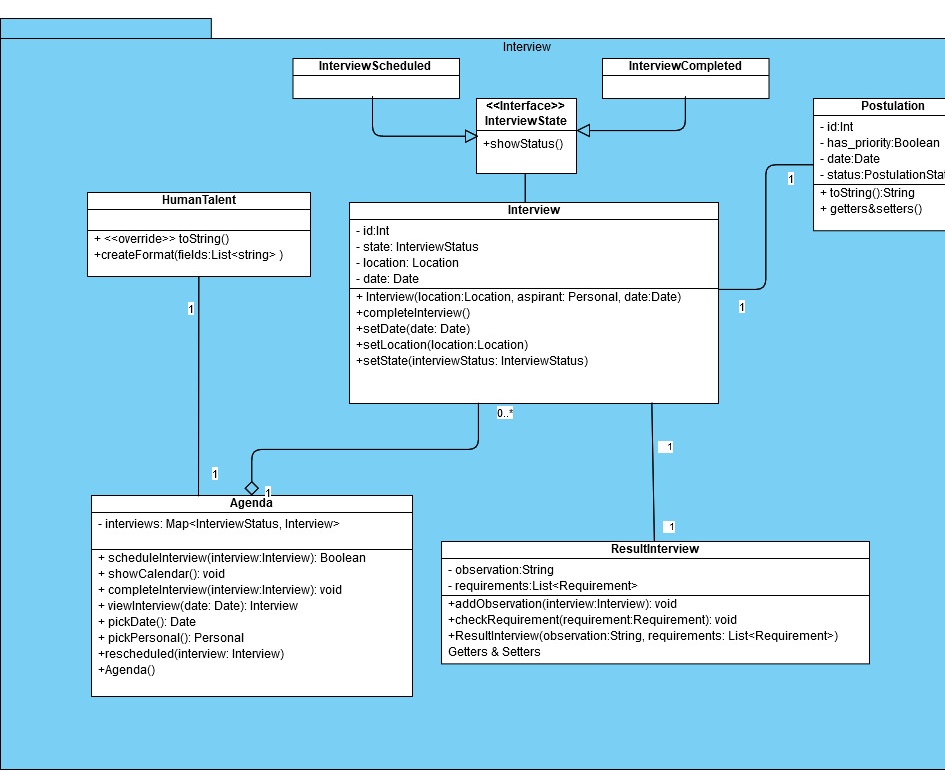 Interview
InterviewScheduled
InterviewCompleted
<<Interface>>
InterviewState
+showStatus()
Postulation
- id:Int
- has_priority:Boolean
- date:Date
- status:PostulationStat
+ toString():String
+ getters&setters()
1
1
HumanTalent
+ <<override>> toString()
+createFormat(fields:List<string> )
1
1
Interview
- id:Int
- state: InterviewStatus
- location: Location
- date: Date
+ Interview(location:Location, aspirant: Personal, date:Date)
+completeInterview()
+setDate(date: Date)
+setLocation(location:Location)
+setState(interviewStatus: InterviewStatus)
0..*
1
1
1
Agenda
- interviews: Map<InterviewStatus, Interview>
+ scheduleInterview(interview:Interview): Boolean
+ showCalendar(): void
+ completeInterview(interview:Interview): void
+ viewInterview(date: Date): Interview
+ pickDate(): Date
+ pickPersonal(): Personal
+rescheduled(interview: Interview)
+Agenda()
ResultInterview
- observation:String
- requirements:List<Requirement>
+addObservation(interview:Interview): void
+checkRequirement(requirement:Requirement): void
+ResultInterview(observation:String, requirements: List<Requirement>)
Getters & Setters